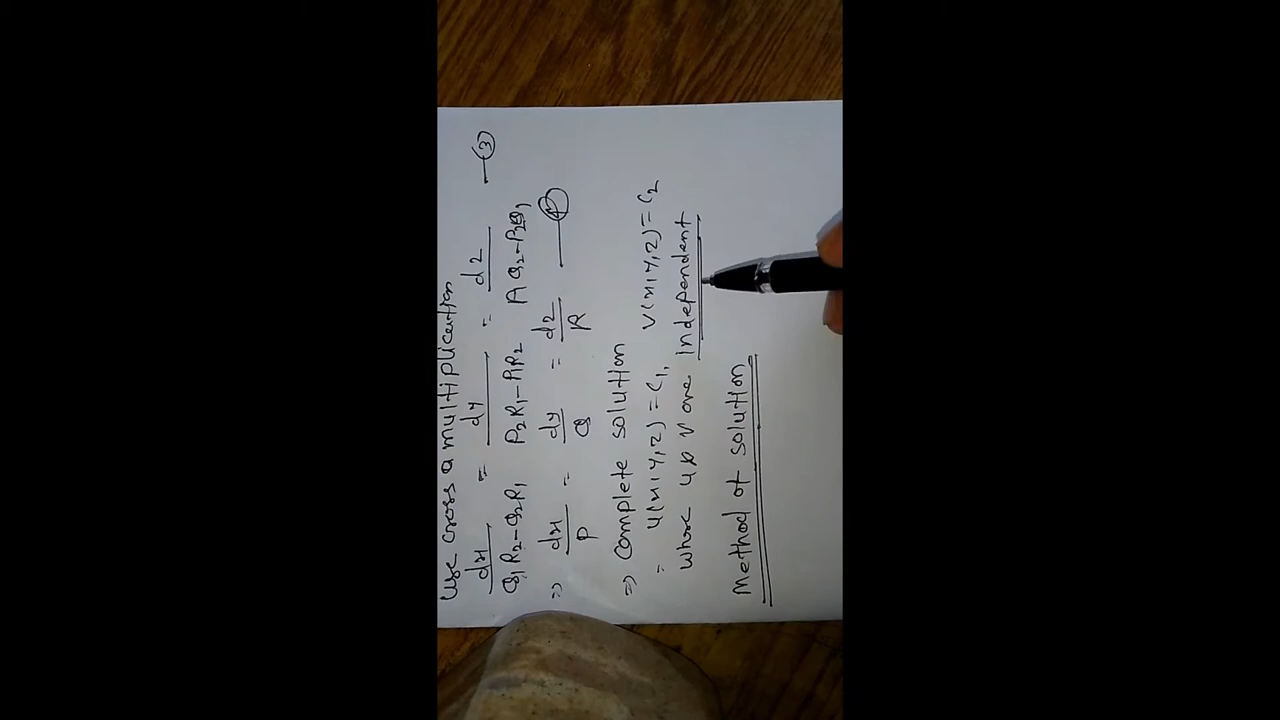 Use cross a multiplication
dx/(Q₁R₂-Q₂R₁) = dy/(P₂R₁-P₁R₂) = dz/(P₁Q₂-P₂Q₁) —③
⇒ dx/P = dy/Q = dz/R —④
⇒ Complete solution
= u(x,y,z)=C₁, v(x,y,z)=C₂
where u & v are independent
Method of solution